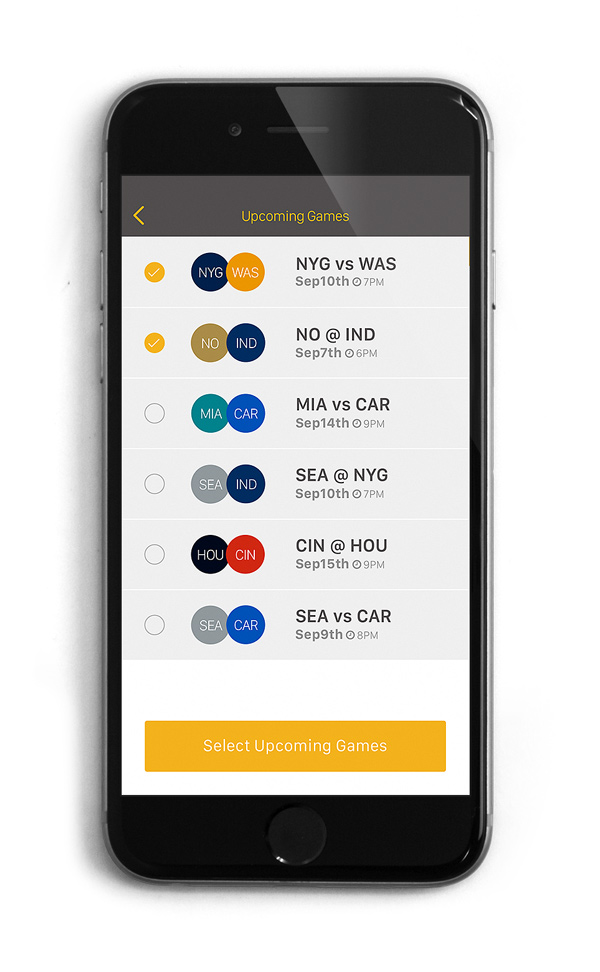 Upcoming Games
NYG WAS NYG vs WAS
Sep10th 7PM
NO IND NO @ IND
Sep7th 6PM
MIA CAR MIA vs CAR
Sep14th 9PM
SEA IND SEA @ NYG
Sep10th 7PM
HOU CIN CIN @ HOU
Sep15th 9PM
SEA CAR SEA vs CAR
Sep9th 8PM
Select Upcoming Games